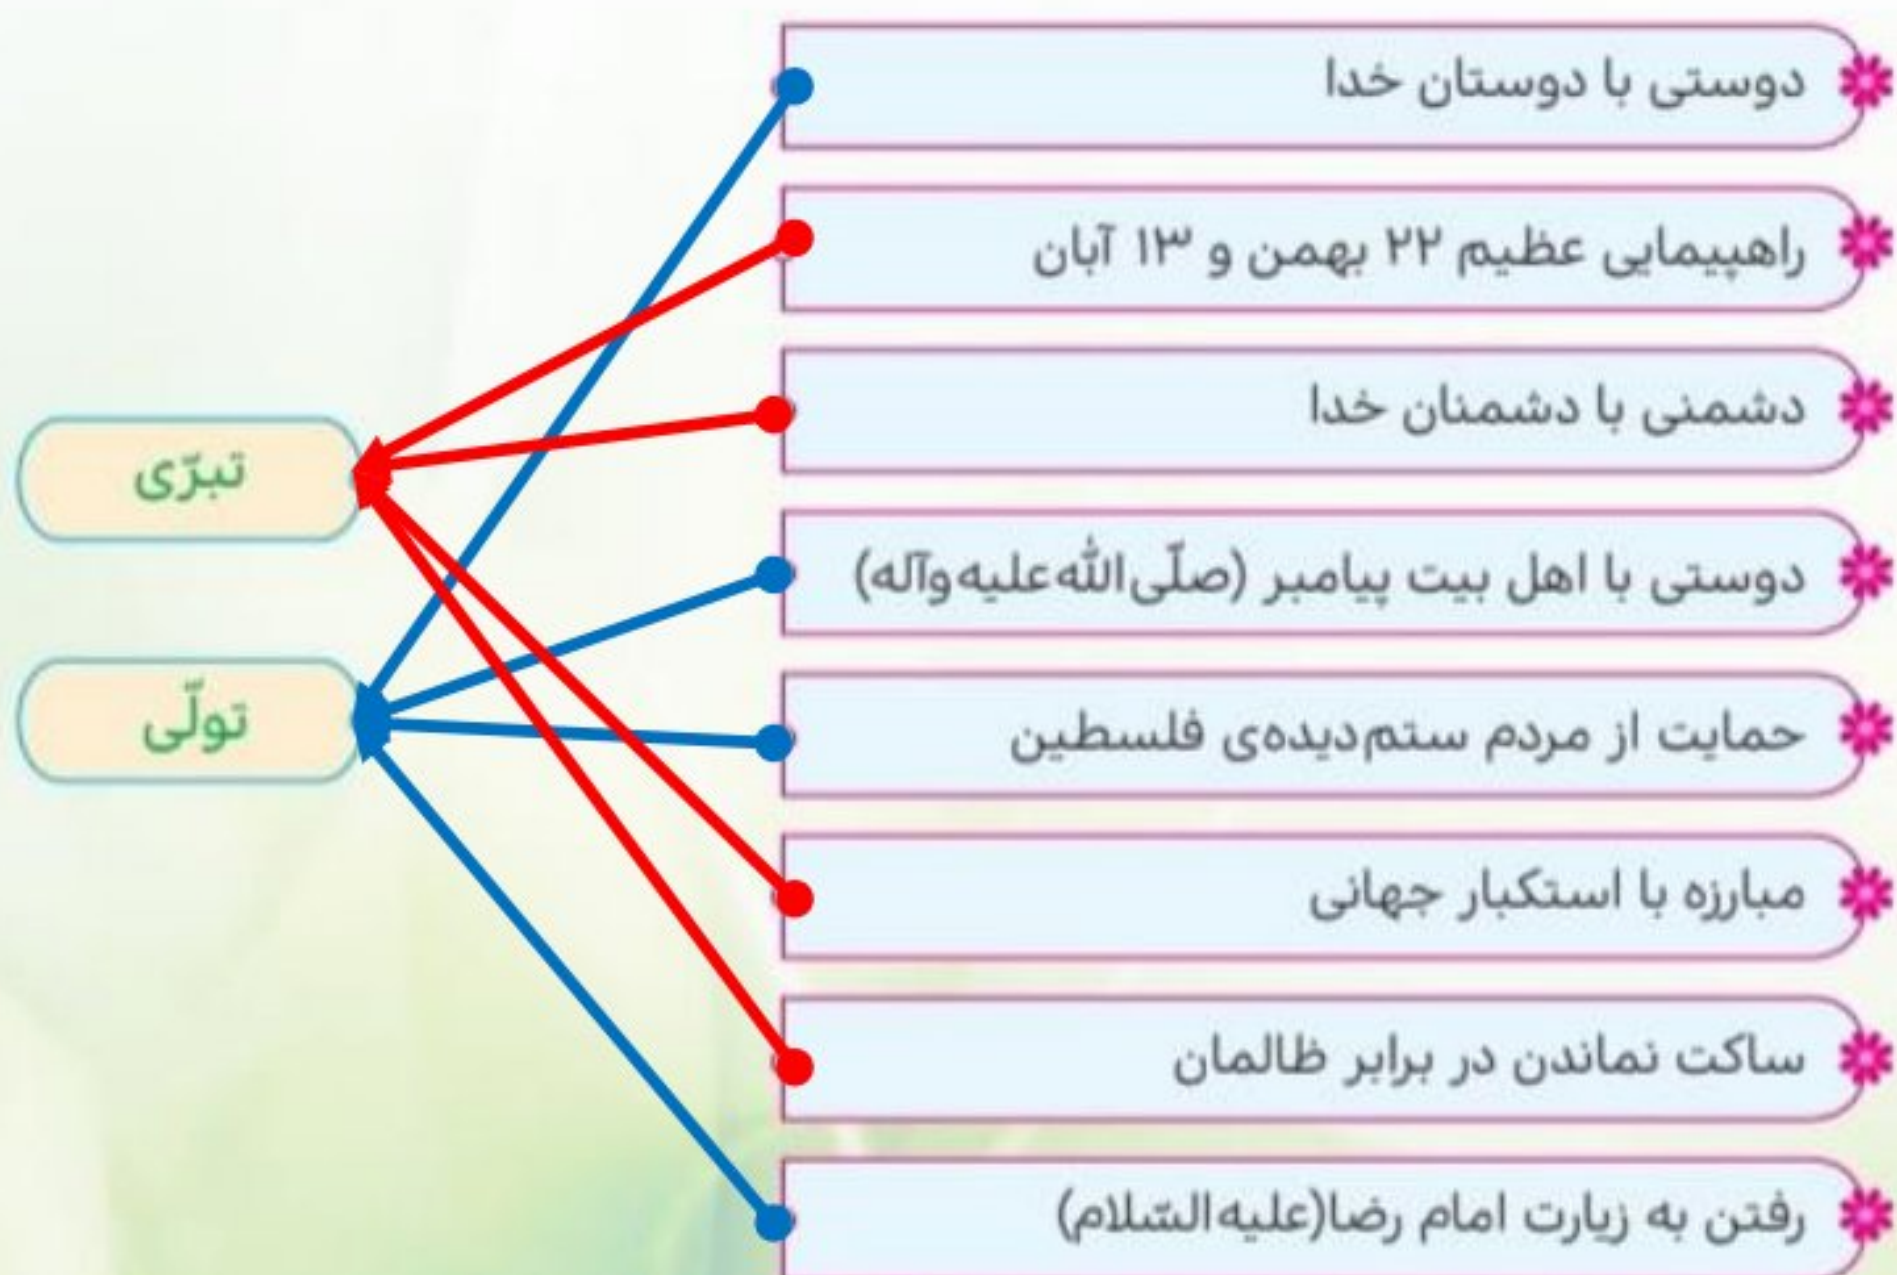 دوستی با دوستان خدا
راهپیمایی عظیم ۲۲ بهمن و ۱۳ آبان
دشمنی با دشمنان خدا
دوستی با اهل بیت پیامبر (صلّی‌الله‌علیه‌وآله)
حمایت از مردم ستم‌دیده‌ی فلسطین
مبارزه با استکبار جهانی
ساکت نماندن در برابر ظالمان
رفتن به زیارت امام رضا(علیه‌السّلام)
تبرّی
تولّی